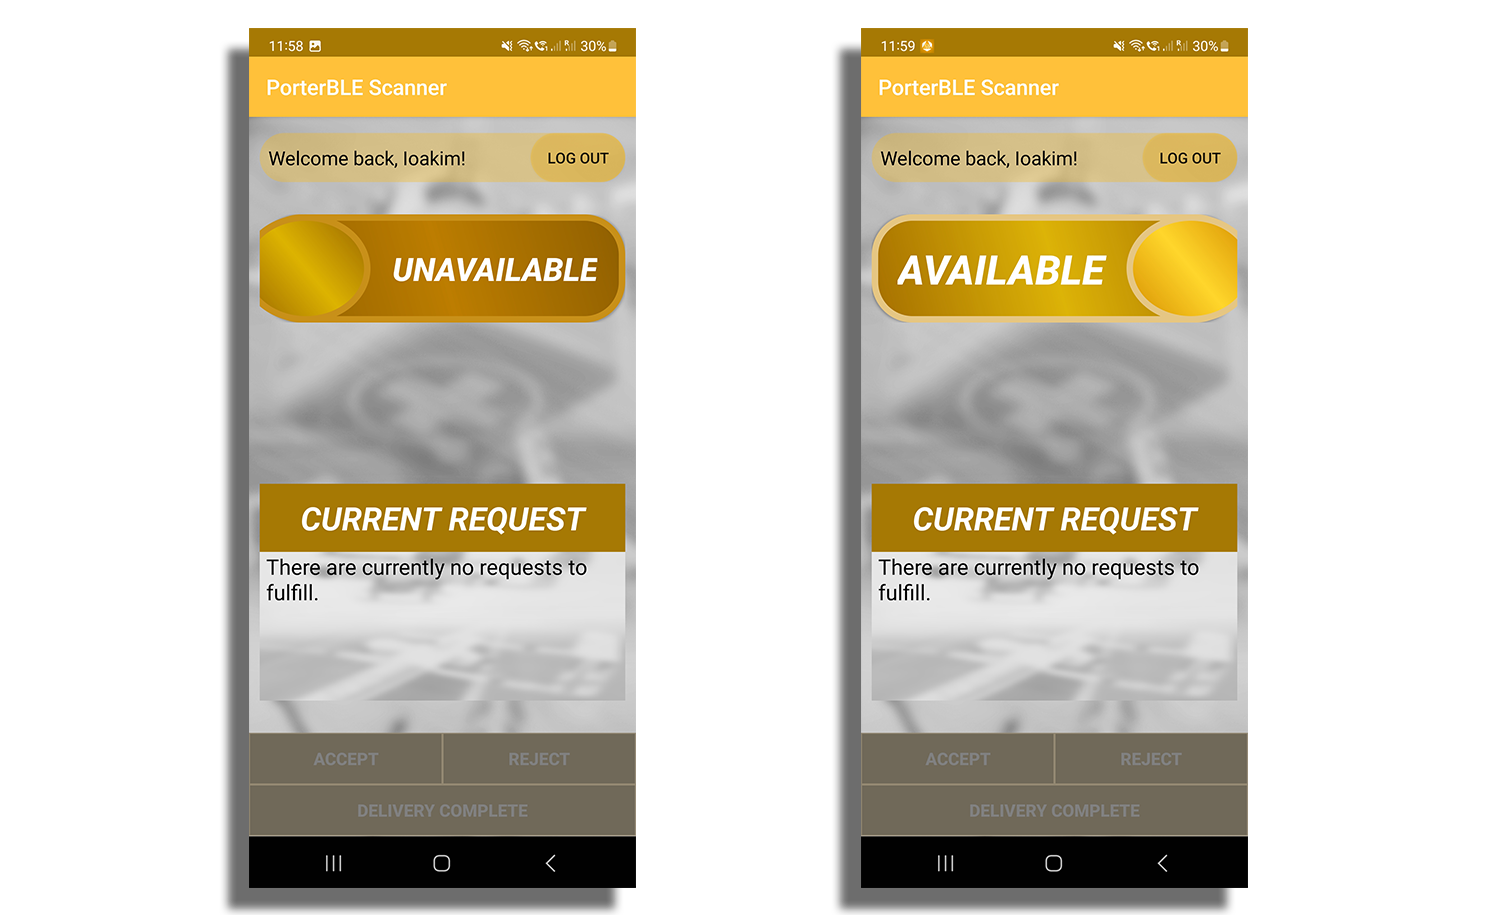 11:58
30%
PorterBLE Scanner
Welcome back, Ioakim!
LOG OUT
UNAVAILABLE
CURRENT REQUEST
There are currently no requests to
fulfill.
ACCEPT
REJECT
DELIVERY COMPLETE
11:59
30%
PorterBLE Scanner
Welcome back, Ioakim!
LOG OUT
AVAILABLE
CURRENT REQUEST
There are currently no requests to
fulfill.
ACCEPT
REJECT
DELIVERY COMPLETE